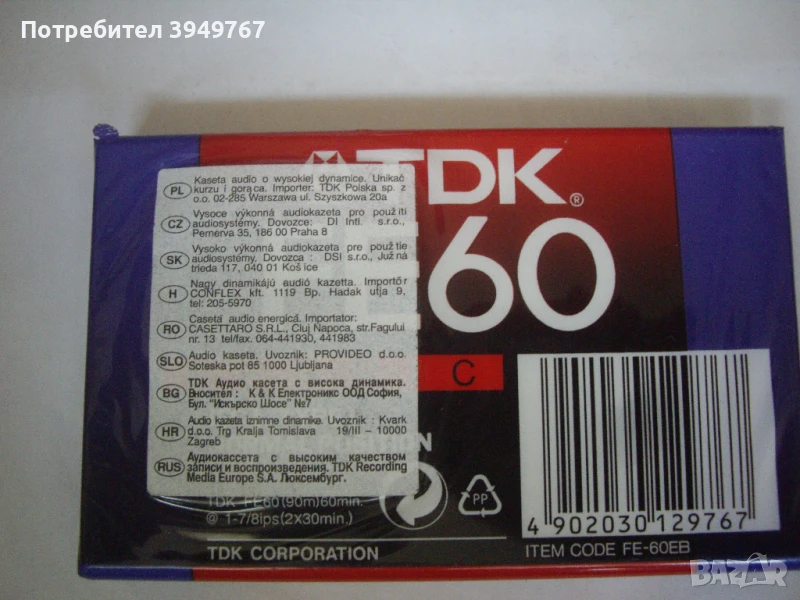 Потребител 3949767
TDK®
60
PL Kaseta audio o wysokiej dynamice. Unikać
kurzu i gorąca. Importer: TDK Polska sp. z
o.o. 02-285 Warszawa ul. Szyszkowa 20a
CZ Vysoce výkonná audiokazeta pro použití
audiosystémy. Dovozce: DI Intl. s.r.o.,
Pernerva 35, 186 00 Praha 8
SK Vysoko výkonná audiokazeta pre použtie
audiosystémy. Dovozca : DSI s.r.o., Južná
trieda 117, 040 01 Košice
H Nagy dinamikájú audió kazetta. Importőr
CONFLEX kft. 1119 Bp. Hadak utja 9,
tel: 205-5970
RO Casetă audio energică. Importator:
CASETTARO S.R.L., Cluj Napoca, str.Fagului
nr. 13 tel/fax. 064-441930, 441983
SLO Audio kaseta. Uvoznik: PROVIDEO d.o.o.
Soteska pot 85 1000 Ljubljana
BG TDK Аудио касета с висока динамика.
Вносител : K & K Електроникс ООД София,
Бул. "Искърско Шосе" №7
HR Audio kazeta iznimne dinamike. Uvoznik : Kvark
d.o.o. Trg Kralja Tomislava 19/III – 10000
Zagreb
RUS Аудиокассета с высоким качеством
записи и воспроизведения. TDK Recording
Media Europe S.A. Люксембург.
C
N
PP
TDK FE60(90m)60min.
@ 1-7/8ips(2X30min.)
TDK CORPORATION
4 902030 129767
ITEM CODE FE-60EB
BAZAR